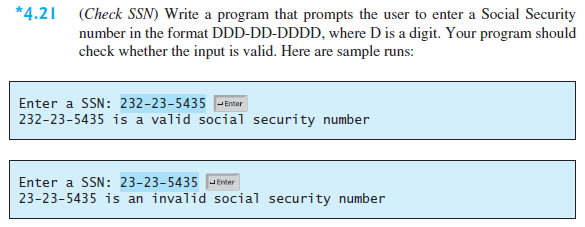 *4.21 (Check SSN) Write a program that prompts the user to enter a Social Security
number in the format DDD-DD-DDDD, where D is a digit. Your program should
check whether the input is valid. Here are sample runs:
Enter a SSN: 232-23-5435 ↵Enter
232-23-5435 is a valid social security number
Enter a SSN: 23-23-5435 ↵Enter
23-23-5435 is an invalid social security number